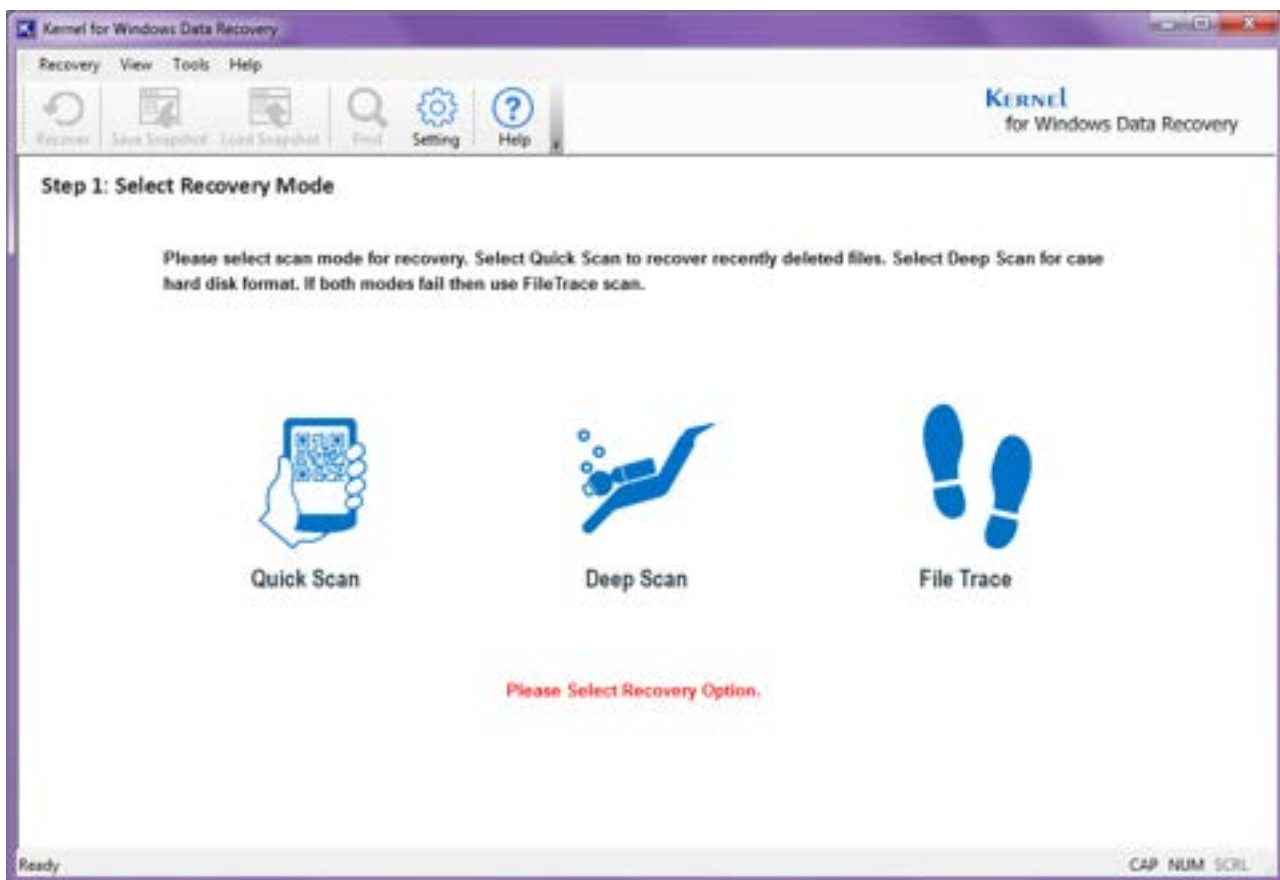 Kernel for Windows Data Recovery
Recovery View Tools Help
Recover Save Snapshot Load Snapshot Find Setting Help
KERNEL
for Windows Data Recovery
Step 1: Select Recovery Mode
Please select scan mode for recovery. Select Quick Scan to recover recently deleted files. Select Deep Scan for case
hard disk format. If both modes fail then use FileTrace scan.
Quick Scan Deep Scan File Trace
Please Select Recovery Option.
Ready CAP NUM SCRL